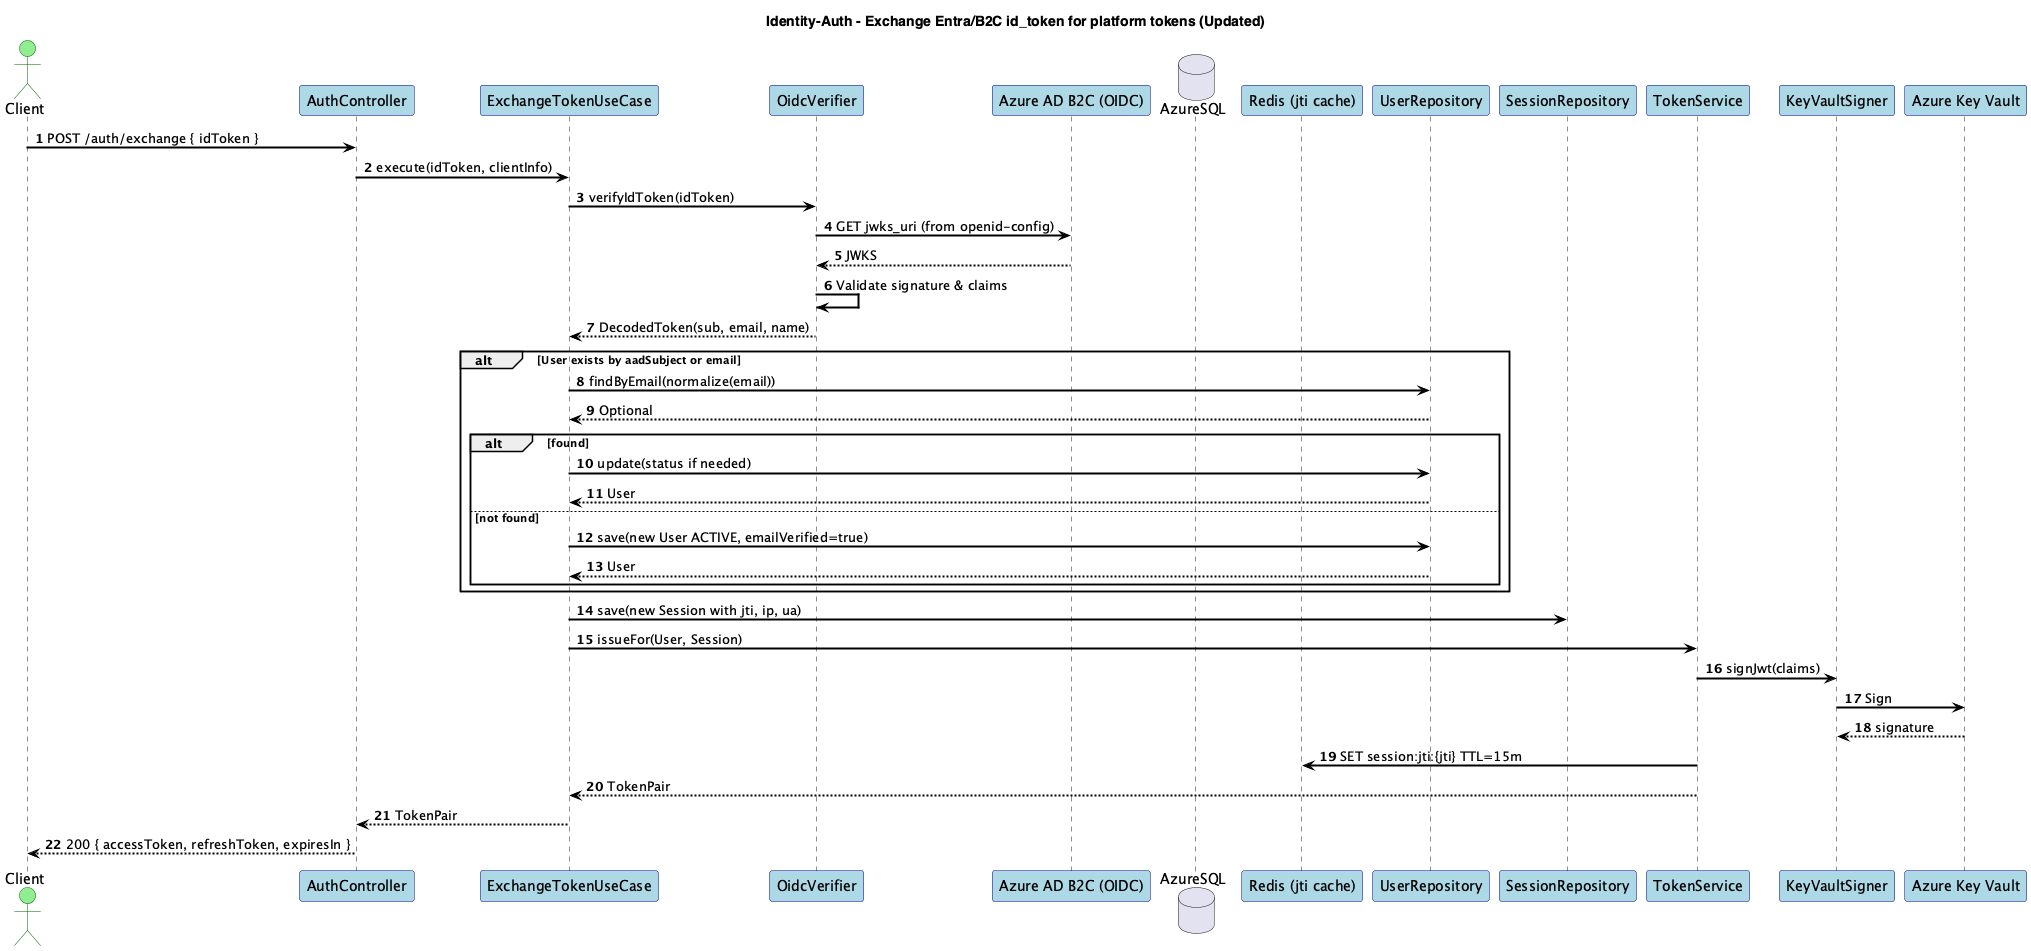 Identity-Auth - Exchange Entra/B2C id_token for platform tokens (Updated)
Client
AuthController
ExchangeTokenUseCase
OidcVerifier
Azure AD B2C (OIDC)
AzureSQL
Redis (jti cache)
UserRepository
SessionRepository
TokenService
KeyVaultSigner
Azure Key Vault
1 POST /auth/exchange { idToken }
2 execute(idToken, clientInfo)
3 verifyIdToken(idToken)
4 GET jwks_uri (from openid-config)
5 JWKS
6 Validate signature & claims
7 DecodedToken(sub, email, name)
alt [User exists by aadSubject or email]
8 findByEmail(normalize(email))
9 Optional
alt [found]
10 update(status if needed)
11 User
[not found]
12 save(new User ACTIVE, emailVerified=true)
13 User
14 save(new Session with jti, ip, ua)
15 issueFor(User, Session)
16 signJwt(claims)
17 Sign
18 signature
19 SET session:jti:{jti} TTL=15m
20 TokenPair
21 TokenPair
22 200 { accessToken, refreshToken, expiresIn }
Client
AuthController
ExchangeTokenUseCase
OidcVerifier
Azure AD B2C (OIDC)
AzureSQL
Redis (jti cache)
UserRepository
SessionRepository
TokenService
KeyVaultSigner
Azure Key Vault